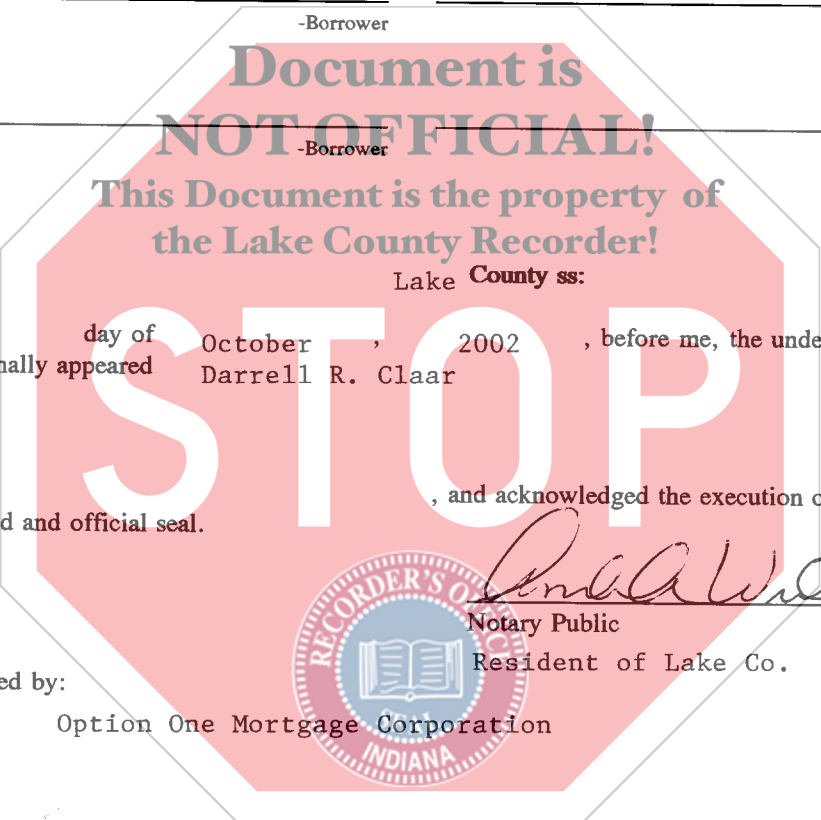 -Borrower
Document is
NOT OFFICIAL!
-Borrower
This Document is the property of
the Lake County Recorder!
Lake County ss:
STOP
day of October , 2002 , before me, the unde
nally appeared Darrell R. Claar
, and acknowledged the execution o
d and official seal.
RECORDER'S OFFICE
Notary Public
Resident of Lake Co.
ed by:
Option One Mortgage Corporation
INDIANA